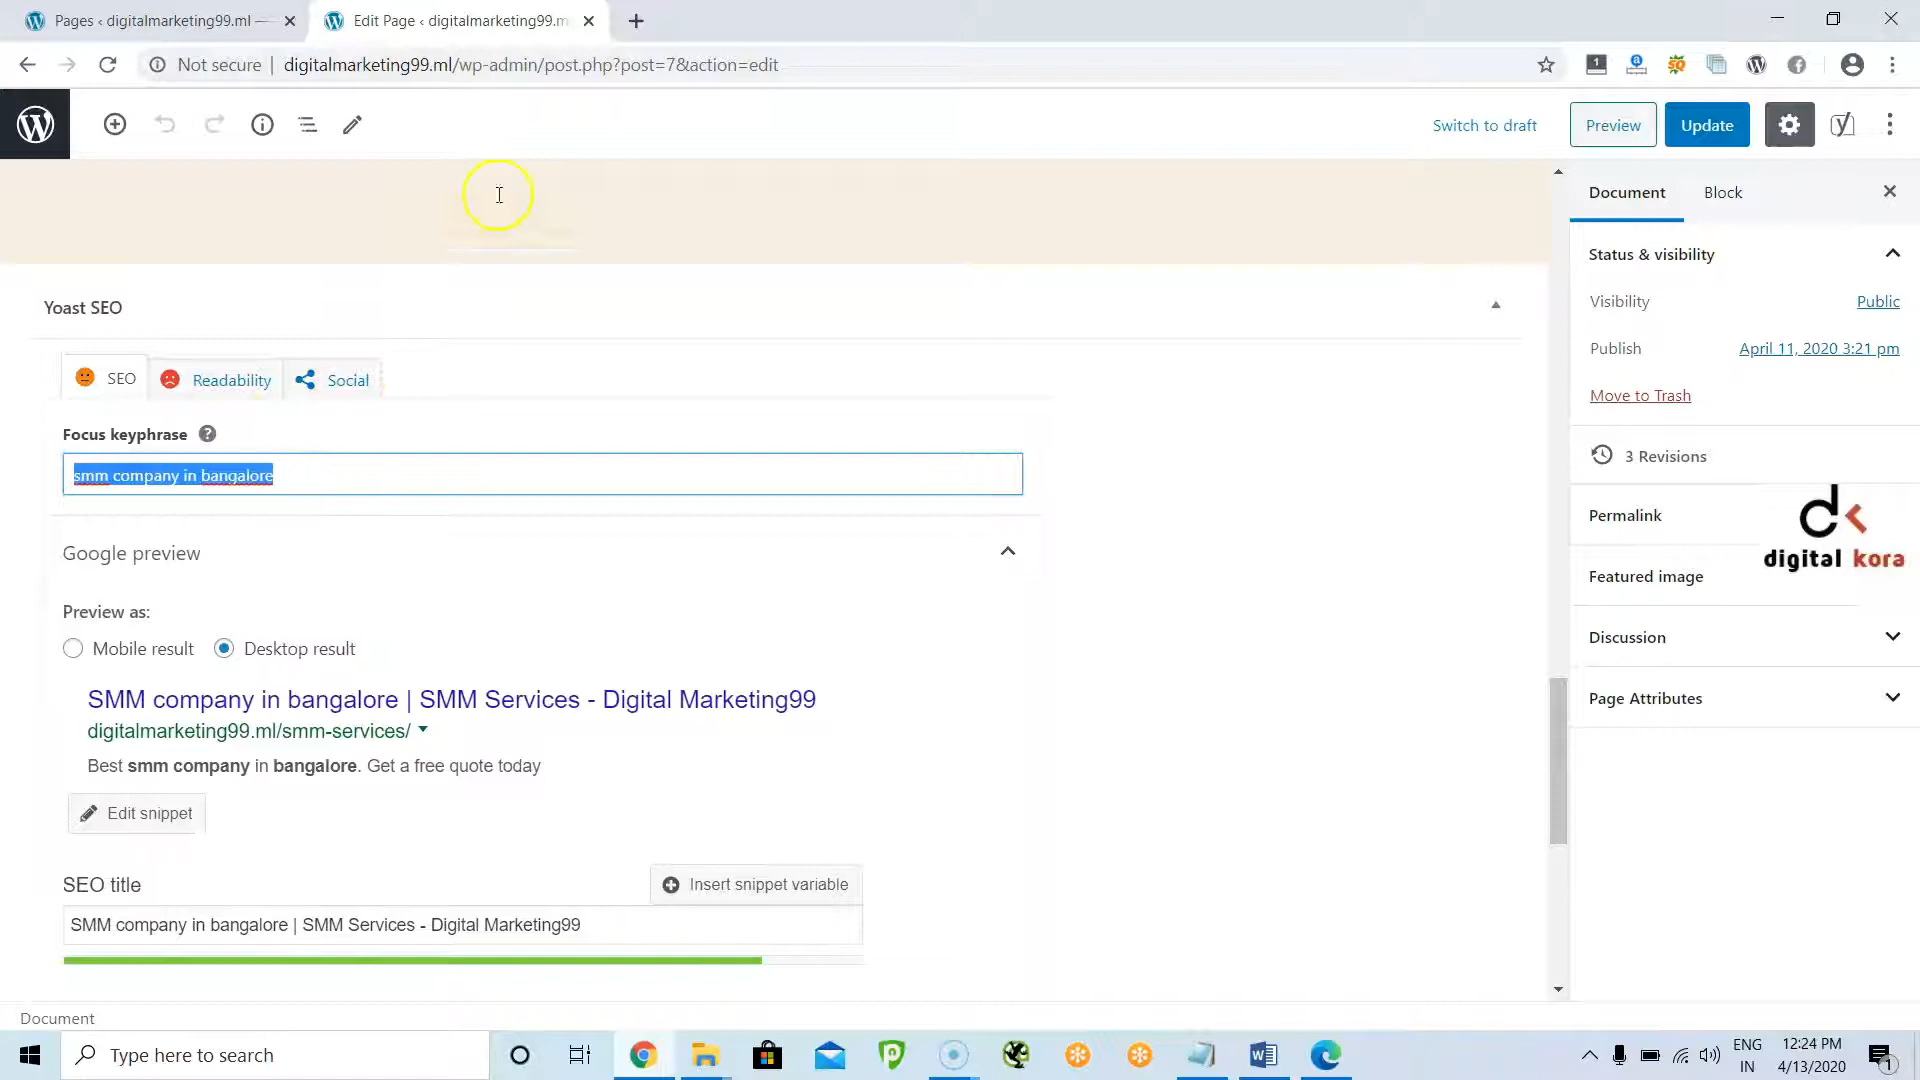 Pages ‹ digitalmarketing99.ml —
Edit Page ‹ digitalmarketing99.m
Not secure | digitalmarketing99.ml/wp-admin/post.php?post=7&action=edit
Switch to draft
Preview
Update
Document
Block
Status & visibility
Visibility
Public
Publish
April 11, 2020 3:21 pm
Move to Trash
3 Revisions
Permalink
digital kora
Featured image
Discussion
Page Attributes
Yoast SEO
SEO
Readability
Social
Focus keyphrase
smm company in bangalore
Google preview
Preview as:
Mobile result
Desktop result
SMM company in bangalore | SMM Services - Digital Marketing99
digitalmarketing99.ml/smm-services/
Best smm company in bangalore. Get a free quote today
Edit snippet
SEO title
Insert snippet variable
SMM company in bangalore | SMM Services - Digital Marketing99
Document
Type here to search
ENG
IN
12:24 PM
4/13/2020
1